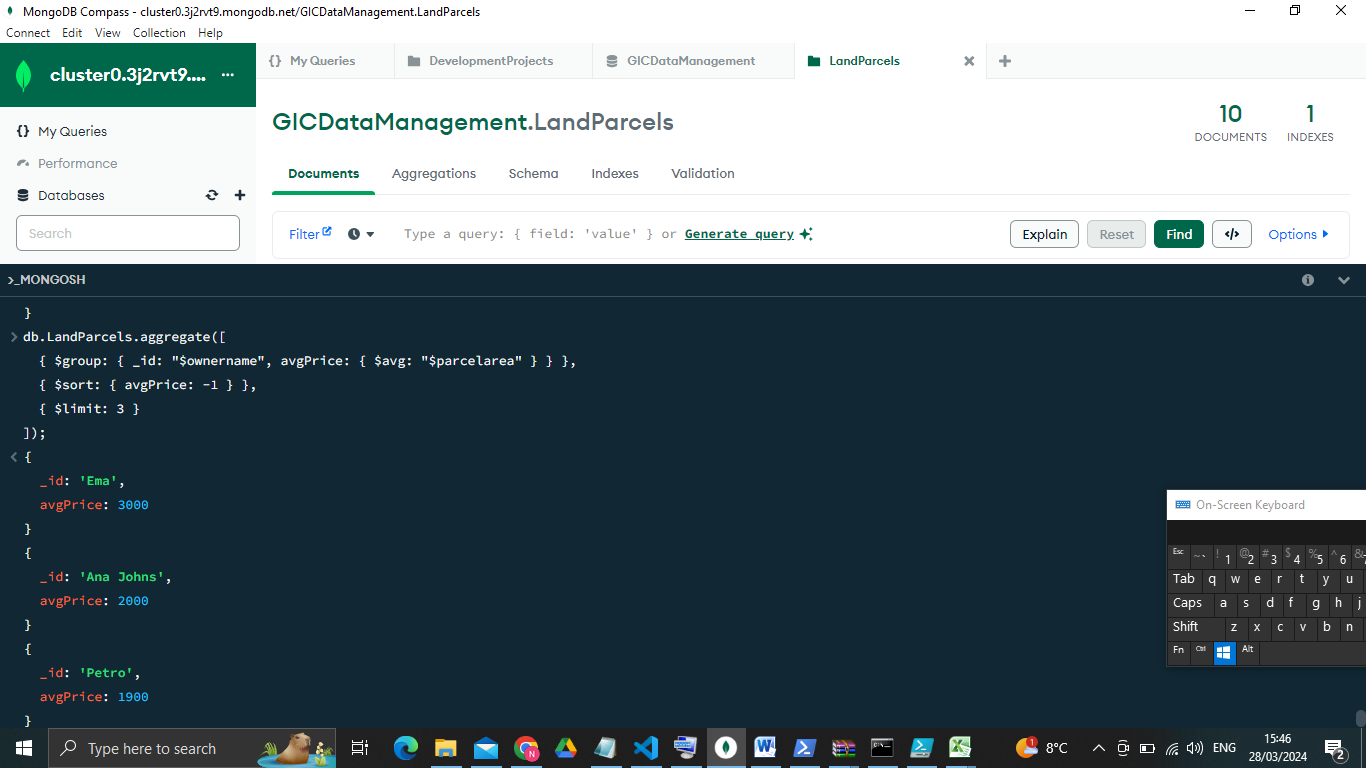 MongoDB Compass - cluster0.3j2rvt9.mongodb.net/GICDataManagement.LandParcels
Connect Edit View Collection Help
cluster0.3j2rvt9.... ...
{} My Queries
Performance
Databases
Search
{} My Queries DevelopmentProjects GICDataManagement LandParcels
GICDataManagement.LandParcels
10
DOCUMENTS
1
INDEXES
Documents Aggregations Schema Indexes Validation
Filter Type a query: { field: 'value' } or Generate query Explain Reset Find </> Options
>_MONGOSH
}
> db.LandParcels.aggregate([
{ $group: { _id: "$ownername", avgPrice: { $avg: "$parcelarea" } } },
{ $sort: { avgPrice: -1 } },
{ $limit: 3 }
]);
< {
_id: 'Ema',
avgPrice: 3000
}
{
_id: 'Ana Johns',
avgPrice: 2000
}
{
_id: 'Petro',
avgPrice: 1900
}
On-Screen Keyboard
Esc ~ ` ! 1 @ 2 # 3 $ 4 % 5 ^ 6 & 7
Tab q w e r t y u
Caps a s d f g h j
Shift z x c v b n
Fn Ctrl Alt
Type here to search
1 8°C ENG
15:46
28/03/2024
2